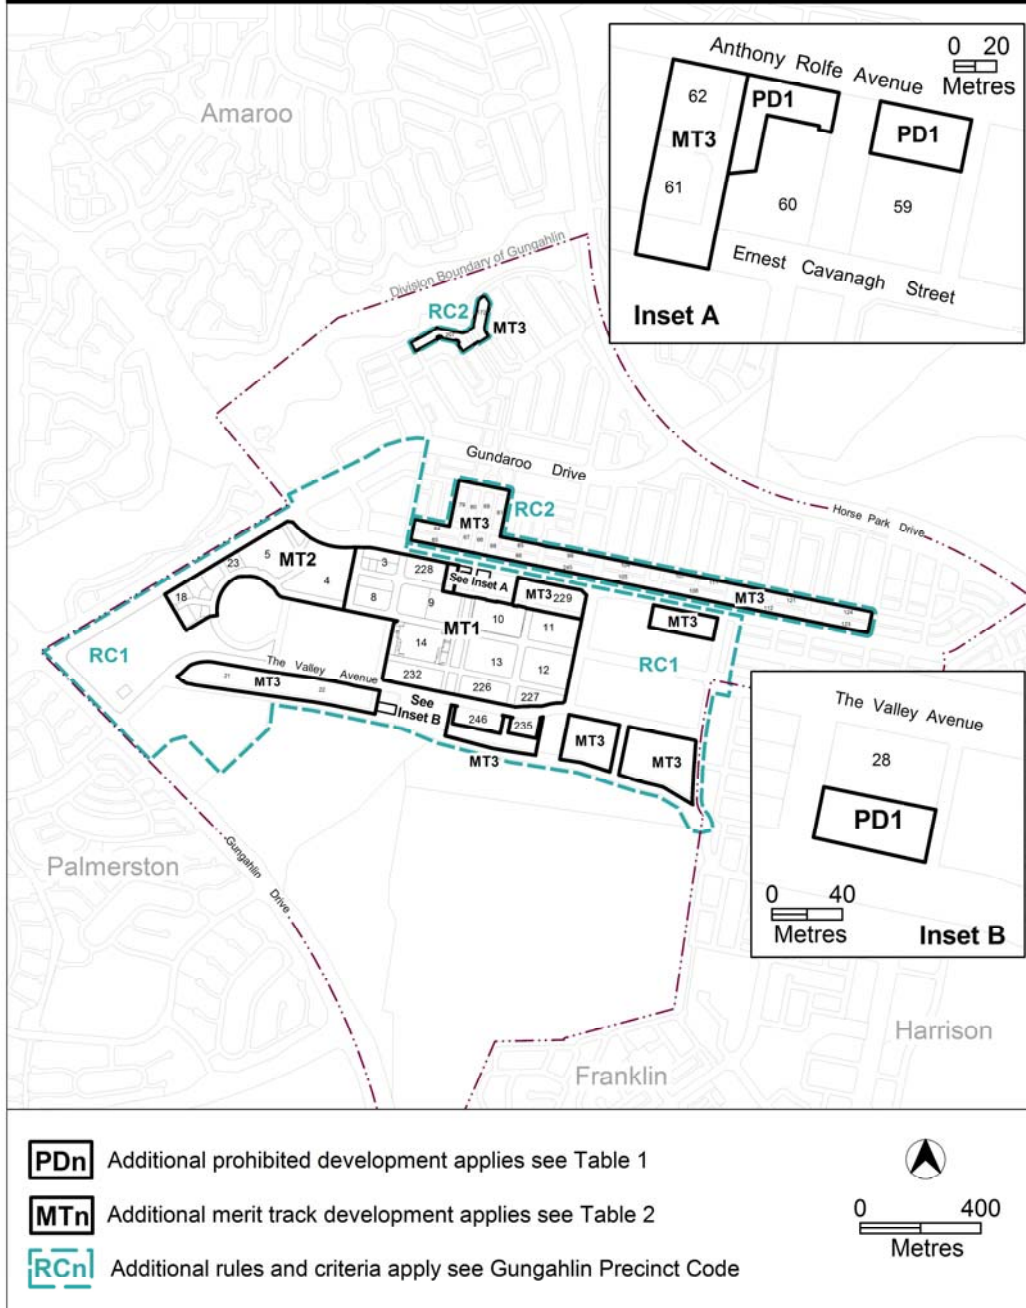 Anthony Rolfe Avenue
0 20
Metres
62
PD1
MT3
PD1
61
60
59
Ernest Cavanagh Street
Inset A
Amaroo
Division Boundary of Gungahlin
RC2
MT3
Gundaroo Drive
RC2
MT3
Horse Park Drive
MT3
MT2
5
23
4
18
3
228
8
See Inset A
9
MT3
229
MT1
10
11
14
13
12
232
226
227
MT3
RC1
RC1
The Valley Avenue
MT3
21
22
See
Inset B
246
235
MT3
MT3
MT3
The Valley Avenue
28
PD1
0 40
Metres
Inset B
Palmerston
Gungahlin Drive
Harrison
Franklin
PDn Additional prohibited development applies see Table 1
MTn Additional merit track development applies see Table 2
RCn Additional rules and criteria apply see Gungahlin Precinct Code
0 400
Metres